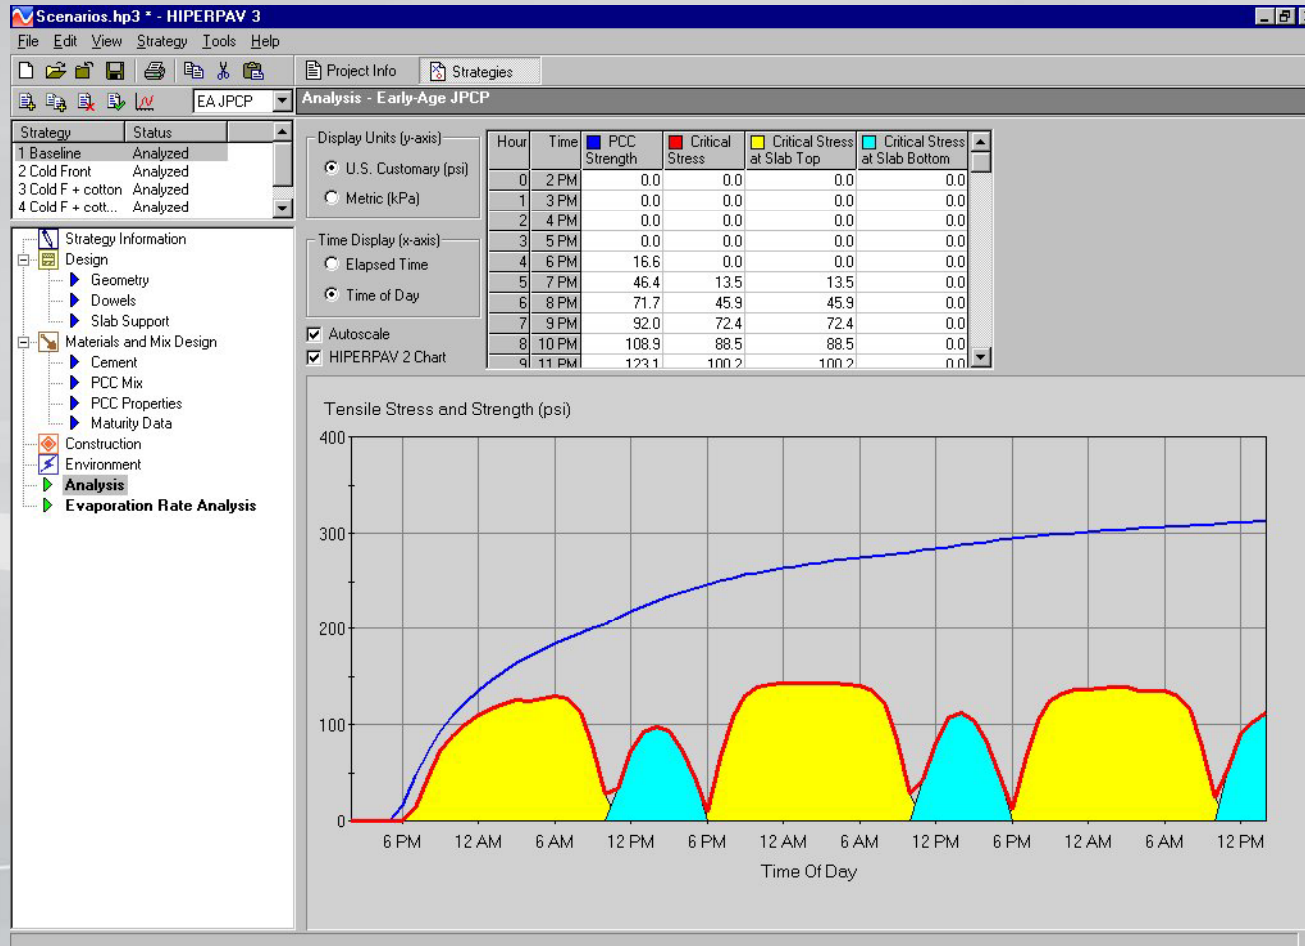 Scenarios.hp3 * - HIPERPAV 3
File Edit View Strategy Tools Help
Project Info Strategies
EA JPCP
Analysis - Early-Age JPCP
Strategy Status
1 Baseline Analyzed
2 Cold Front Analyzed
3 Cold F + cotton Analyzed
4 Cold F + cott... Analyzed
Strategy Information
Design
Geometry
Dowels
Slab Support
Materials and Mix Design
Cement
PCC Mix
PCC Properties
Maturity Data
Construction
Environment
Analysis
Evaporation Rate Analysis
Display Units (y-axis)
U.S. Customary (psi)
Metric (kPa)
Time Display (x-axis)
Elapsed Time
Time of Day
Autoscale
HIPERPAV 2 Chart
Hour Time PCC Strength Critical Stress Critical Stress at Slab Top Critical Stress at Slab Bottom
0 2 PM 0.0 0.0 0.0 0.0
1 3 PM 0.0 0.0 0.0 0.0
2 4 PM 0.0 0.0 0.0 0.0
3 5 PM 0.0 0.0 0.0 0.0
4 6 PM 16.6 0.0 0.0 0.0
5 7 PM 46.4 13.5 13.5 0.0
6 8 PM 71.7 45.9 45.9 0.0
7 9 PM 92.0 72.4 72.4 0.0
8 10 PM 108.9 88.5 88.5 0.0
9 11 PM 123.1 100.2 100.2 0.0
Tensile Stress and Strength (psi)
400
300
200
100
0
6 PM 12 AM 6 AM 12 PM 6 PM 12 AM 6 AM 12 PM 6 PM 12 AM 6 AM 12 PM
Time Of Day